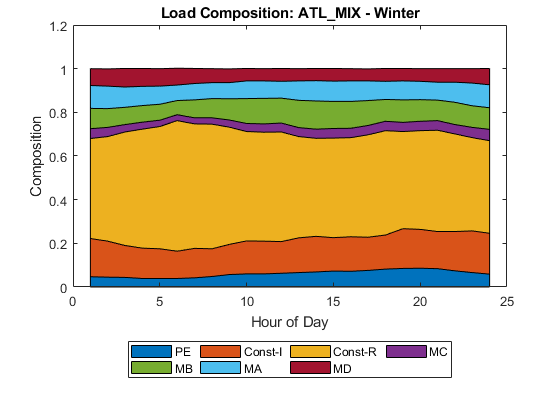 Load Composition: ATL_MIX - Winter
1.2
1
0.8
0.6
0.4
0.2
0
Composition
0 5 10 15 20 25
Hour of Day
PE Const-I Const-R MC
MB MA MD